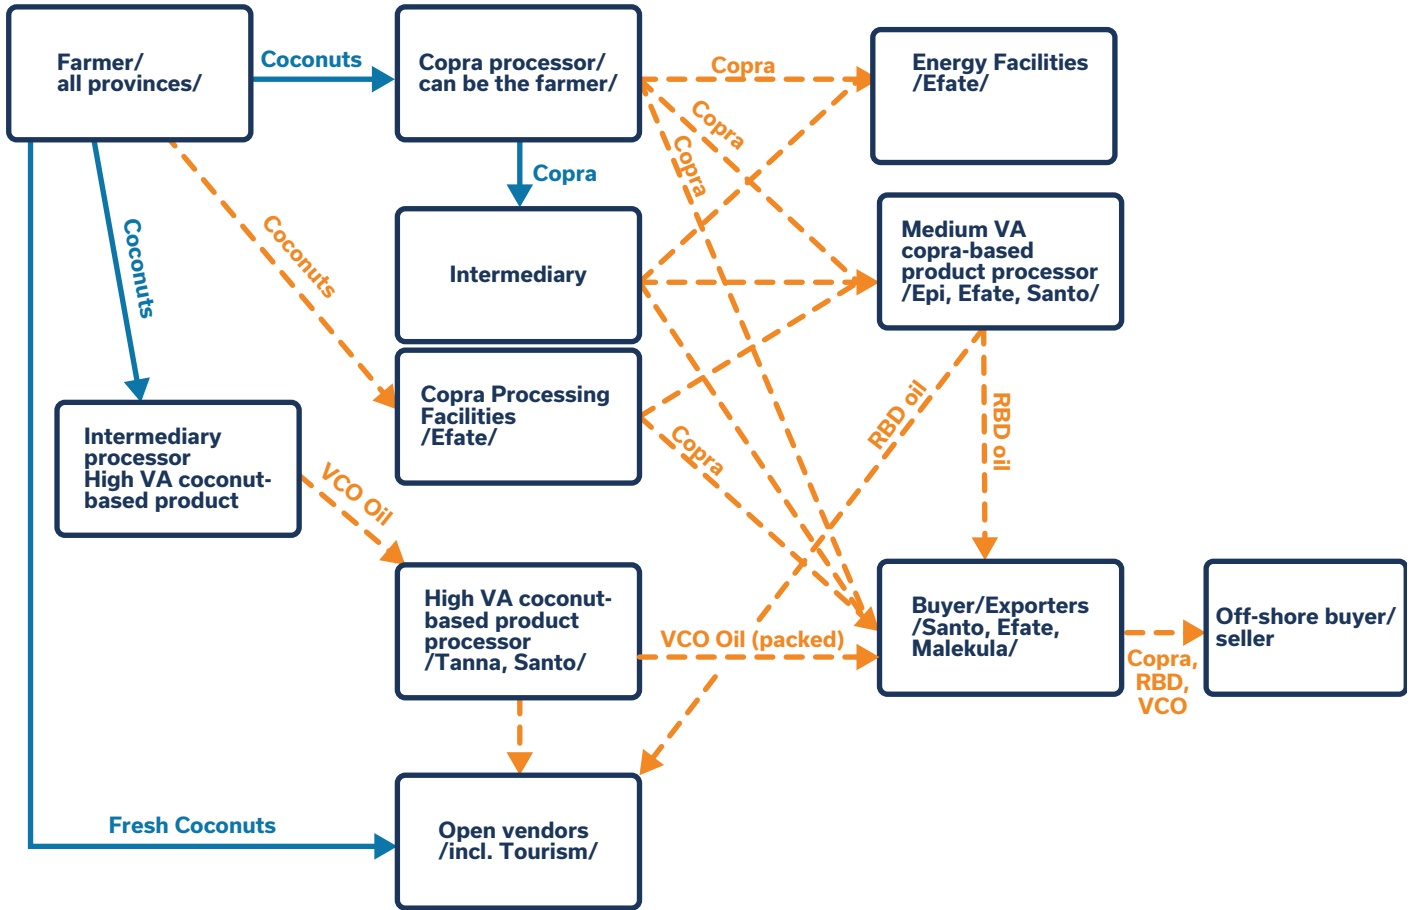 Farmer/
all provinces/
Coconuts
Copra processor/
can be the farmer/
Copra
Energy Facilities
/Efate/
Copra
Copra
Copra
Coconuts
Coconuts
Intermediary
Medium VA
copra-based
product processor
/Epi, Efate, Santo/
Copra Processing
Facilities
/Efate/
Copra
RBD oil
RBD oil
Intermediary
processor
High VA coconut-
based product
VCO Oil
High VA coconut-
based product
processor
/Tanna, Santo/
VCO Oil (packed)
Buyer/Exporters
/Santo, Efate,
Malekula/
Copra,
RBD,
VCO
Off-shore buyer/
seller
Fresh Coconuts
Open vendors
/incl. Tourism/